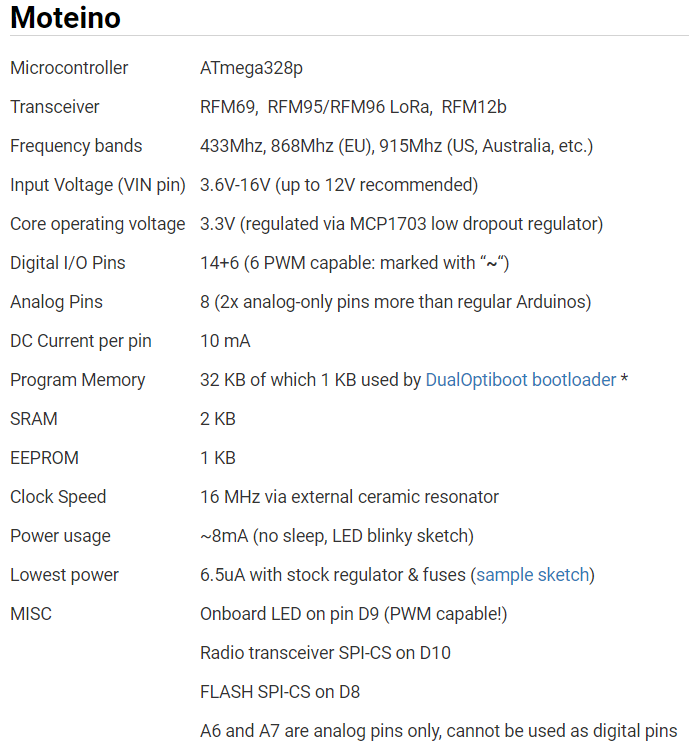 Moteino
Microcontroller ATmega328p
Transceiver RFM69, RFM95/RFM96 LoRa, RFM12b
Frequency bands 433Mhz, 868Mhz (EU), 915Mhz (US, Australia, etc.)
Input Voltage (VIN pin) 3.6V-16V (up to 12V recommended)
Core operating voltage 3.3V (regulated via MCP1703 low dropout regulator)
Digital I/O Pins 14+6 (6 PWM capable: marked with “~“)
Analog Pins 8 (2x analog-only pins more than regular Arduinos)
DC Current per pin 10 mA
Program Memory 32 KB of which 1 KB used by DualOptiboot bootloader *
SRAM 2 KB
EEPROM 1 KB
Clock Speed 16 MHz via external ceramic resonator
Power usage ~8mA (no sleep, LED blinky sketch)
Lowest power 6.5uA with stock regulator & fuses (sample sketch)
MISC Onboard LED on pin D9 (PWM capable!)
Radio transceiver SPI-CS on D10
FLASH SPI-CS on D8
A6 and A7 are analog pins only, cannot be used as digital pins